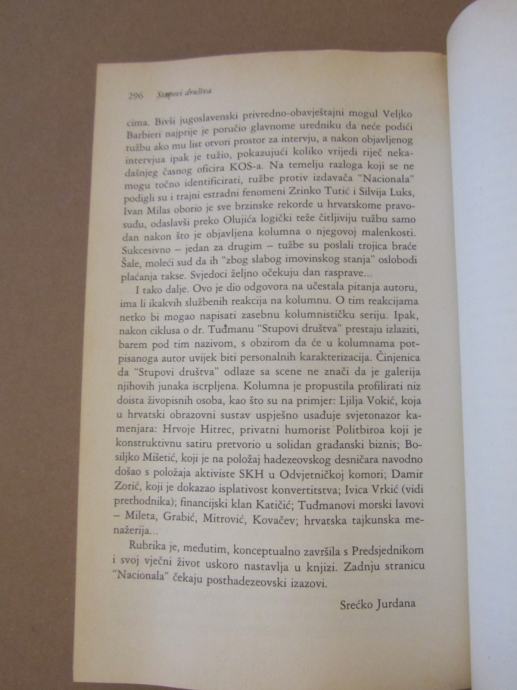 296 Stupovi društva
cima. Bivši jugoslavenski privredno-obavještajni mogul Veljko
Barbieri najprije je poručio glavnome uredniku da neće podići
tužbu ako mu list otvori prostor za intervju, a nakon objavljenog
intervjua ipak je tužio, pokazujući koliko vrijedi riječ neka-
dašnjeg časnog oficira KOS-a. Na temelju razloga koji se ne
mogu točno identificirati, tužbe protiv izdavača "Nacionala"
podigli su i trajni estradni fenomeni Zrinko Tutić i Silvija Luks,
Ivan Milas oborio je sve brzinske rekorde u hrvatskome pravo-
suđu, odaslavši preko Olujića logički teže čitljiviju tužbu samo
dan nakon što je objavljena kolumna o njegovoj malenkosti.
Sukcesivno – jedan za drugim – tužbe su poslali trojica braće
Šale, moleći sud da ih "zbog slabog imovinskog stanja" oslobodi
plaćanja takse. Svjedoci željno očekuju dan rasprave...
I tako dalje. Ovo je dio odgovora na učestala pitanja autoru,
ima li ikakvih službenih reakcija na kolumnu. O tim reakcijama
netko bi mogao napisati zasebnu kolumnističku seriju. Ipak,
nakon ciklusa o dr. Tuđmanu "Stupovi društva" prestaju izlaziti,
barem pod tim nazivom, s obzirom da će u kolumnama pot-
pisanoga autor uvijek biti personalnih karakterizacija. Činjenica
da "Stupovi društva" odlaze sa scene ne znači da je galerija
njihovih junaka iscrpljena. Kolumna je propustila profilirati niz
doista živopisnih osoba, kao što su na primjer: Ljilja Vokić, koja
u hrvatski obrazovni sustav uspješno usađuje svjetonazor ka-
menjara: Hrvoje Hitrec, privatni humorist Politbiroa koji je
konstruktivnu satiru pretvorio u solidan građanski biznis; Bo-
siljko Mišetić, koji je na položaj hadezeovskog desničara navodno
došao s položaja aktiviste SKH u Odvjetničkoj komori; Damir
Zorić, koji je dokazao isplativost konvertitstva; Ivica Vrkić (vidi
prethodnika); financijski klan Katičić; Tuđmanovi morski lavovi
– Mileta, Grabić, Mitrović, Kovačev; hrvatska tajkunska me-
nažerija...
Rubrika je, međutim, konceptualno završila s Predsjednikom
i svoj vječni život uskoro nastavlja u knjizi. Zadnju stranicu
"Nacionala" čekaju posthadezeovski izazovi.
Srećko Jurdana